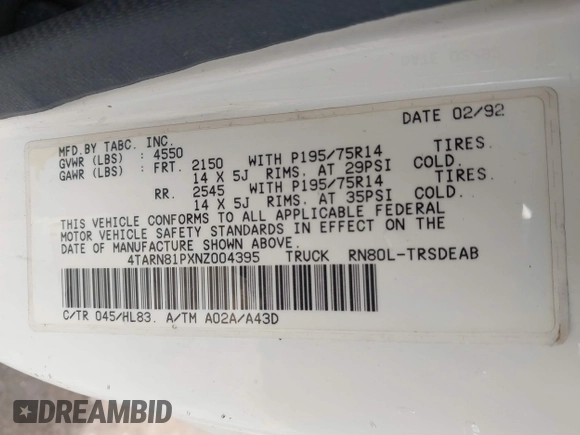 DATE 02/92
MFD.BY TABC. INC.
GVWR (LBS) : 4550
GAWR (LBS) : FRT. 2150 WITH P195/75R14 TIRES.
14 X 5J RIMS. AT 29PSI COLD.
RR. 2545 WITH P195/75R14 TIRES.
14 X 5J RIMS. AT 35PSI COLD.
THIS VEHICLE CONFORMS TO ALL APPLICABLE FEDERAL
MOTOR VEHICLE SAFETY STANDARDS IN EFFECT ON THE
DATE OF MANUFACTURE SHOWN ABOVE.
4TARN81PXNZ004395 TRUCK RN80L-TRSDEAB
C/TR 045/HL83. A/TM A02A/A43D
DREAMBID